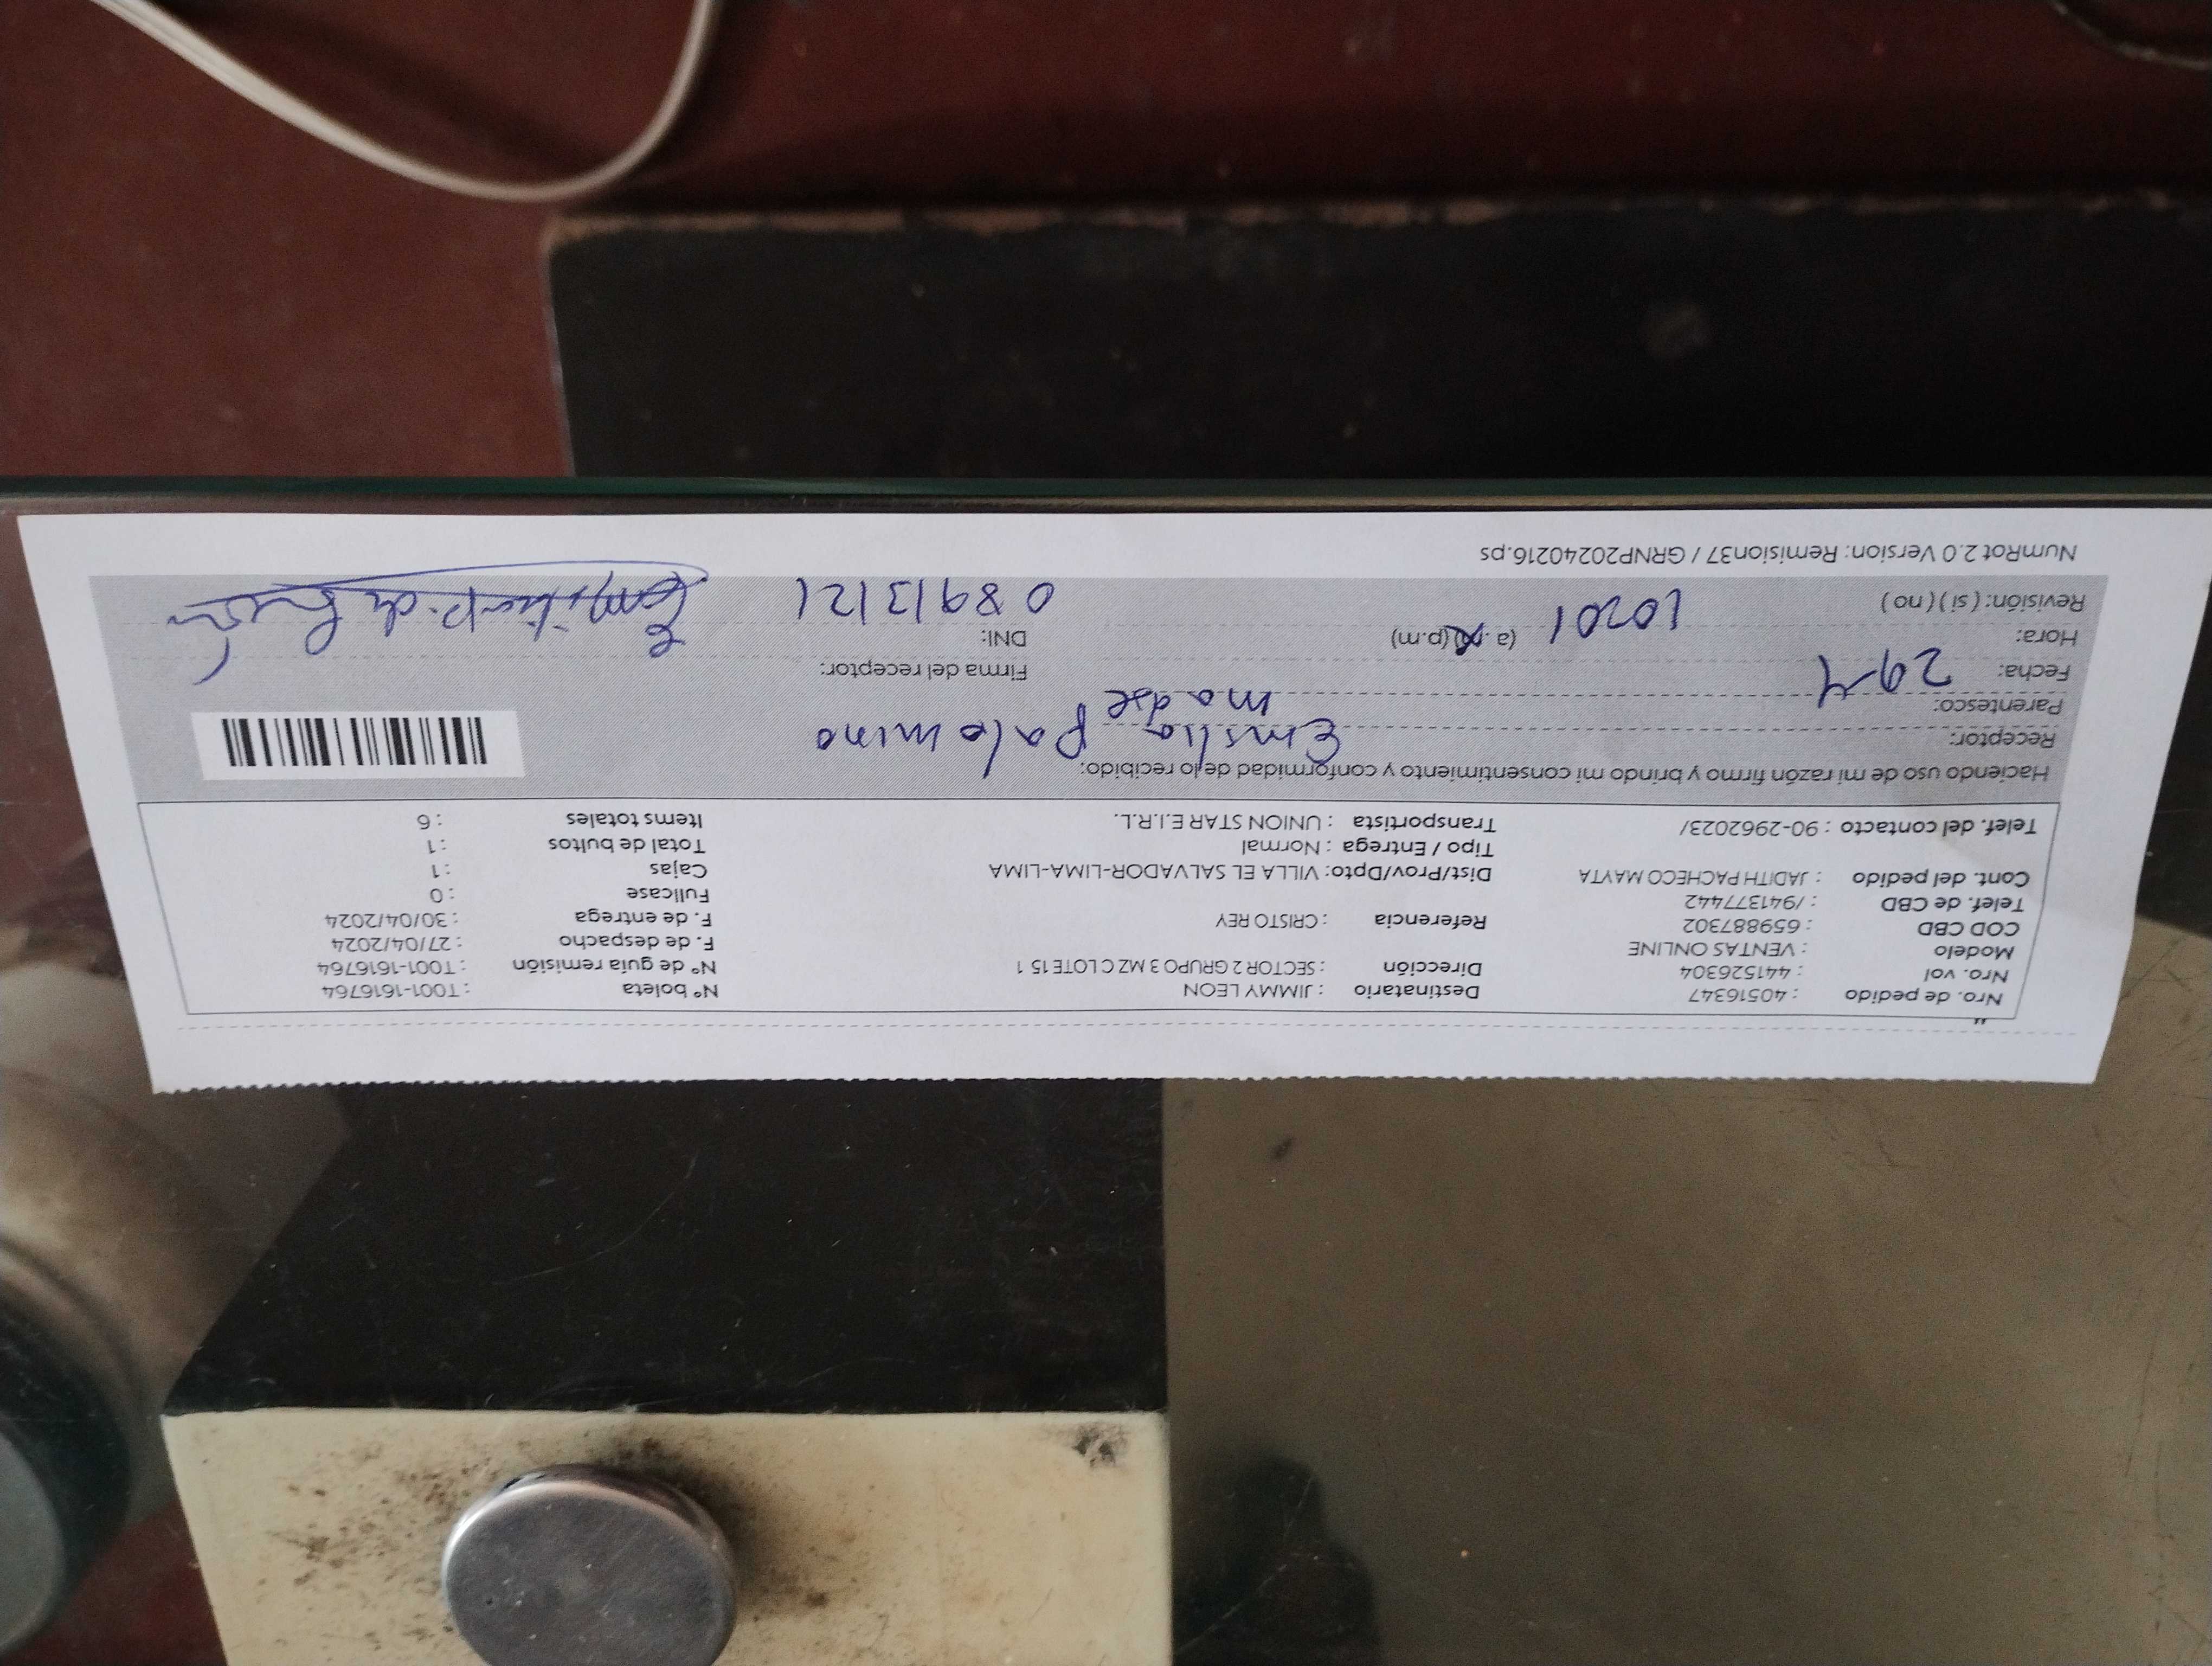 Nro. de pedido : 40516347 Destinatario : JIMMY LEON Nº boleta : T001-1616764
Nro. vol : 441526304 Dirección : SECTOR 2 GRUPO 3 MZ C LOTE 15 1 Nº de guía remisión : T001-1616764
Modelo : VENTAS ONLINE F. de despacho : 27/04/2024
COD CBD : 659887302 Referencia : CRISTO REY F. de entrega : 30/04/2024
Telef. de CBD : /941377442 Fullcase : 0
Cont. del pedido : JADITH PACHECO MAYTA Dist/Prov/Dpto: VILLA EL SALVADOR-LIMA-LIMA Cajas : 1
Tipo / Entrega : Normal Total de bultos : 1
Telef. del contacto : 90-2962023/ Transportista : UNION STAR E.I.R.L. Items totales : 6
Haciendo uso de mi razón firmo y brindo mi consentimiento y conformidad de lo recibido:
Receptor: Emilia Palomino
Parentesco: madre
Fecha: 29-4 Firma del receptor:
Hora: (a.m)(p.m) DNI: 08913121
Revisión: (si) (no)
NumRot 2.0 Version: Remision37 / GRNP20240216.ps